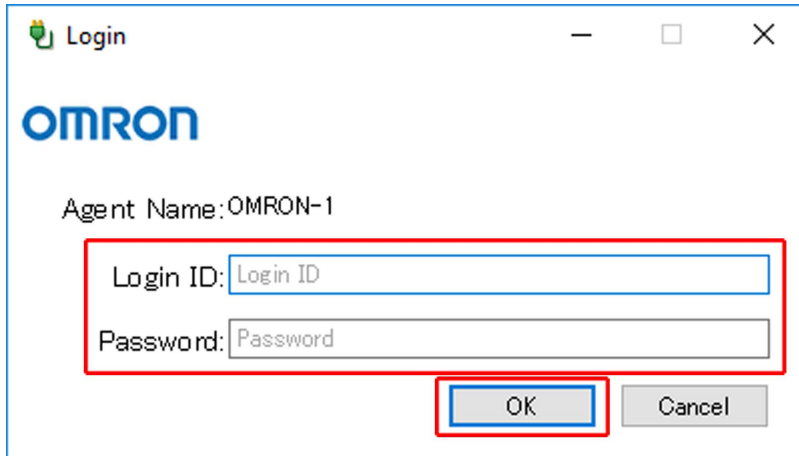 Login
OMRON
Agent Name:OMRON-1
Login ID: Login ID
Password: Password
OK Cancel